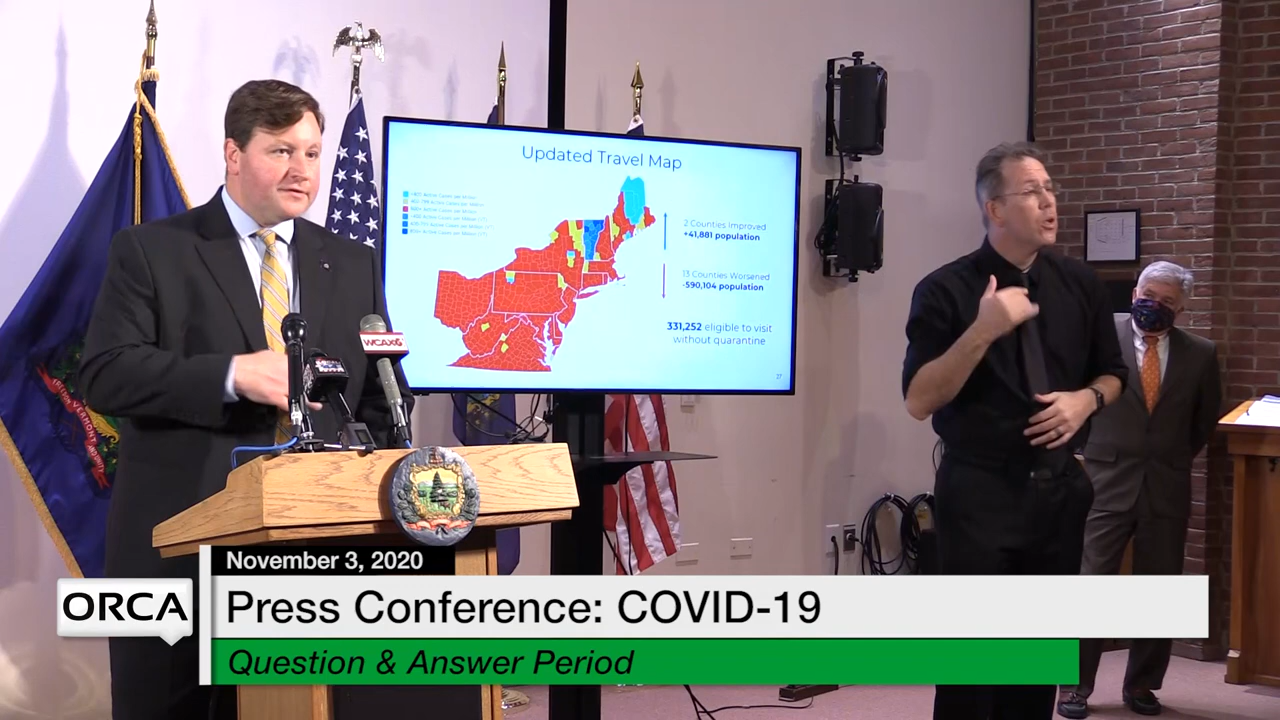 Updated Travel Map
2 Counties Improved
+41,881 population
13 Counties Worsened
-590,104 population
331,252 eligible to visit
without quarantine
37
WCAX
November 3, 2020
ORCA
Press Conference: COVID-19
Question & Answer Period